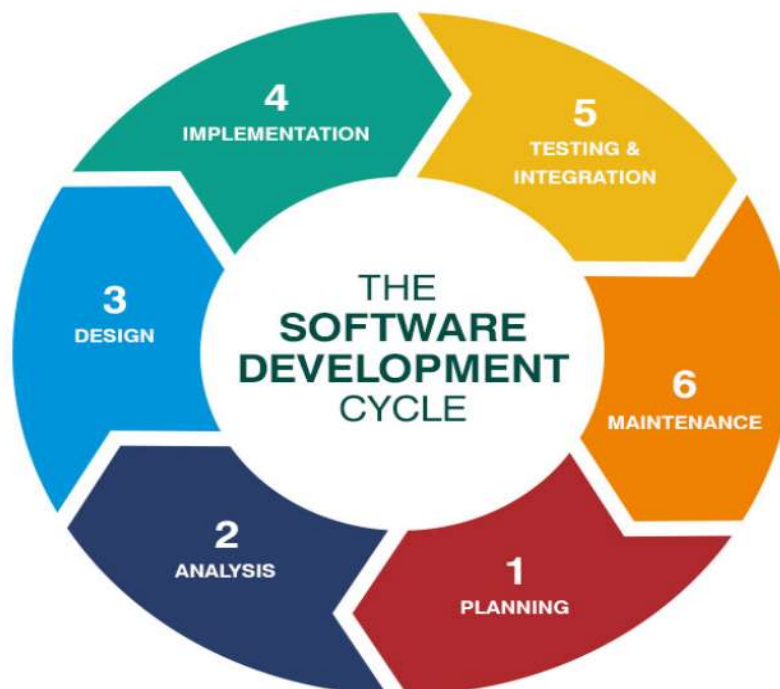 THE
SOFTWARE
DEVELOPMENT
CYCLE
1
PLANNING
2
ANALYSIS
3
DESIGN
4
IMPLEMENTATION
5
TESTING &
INTEGRATION
6
MAINTENANCE